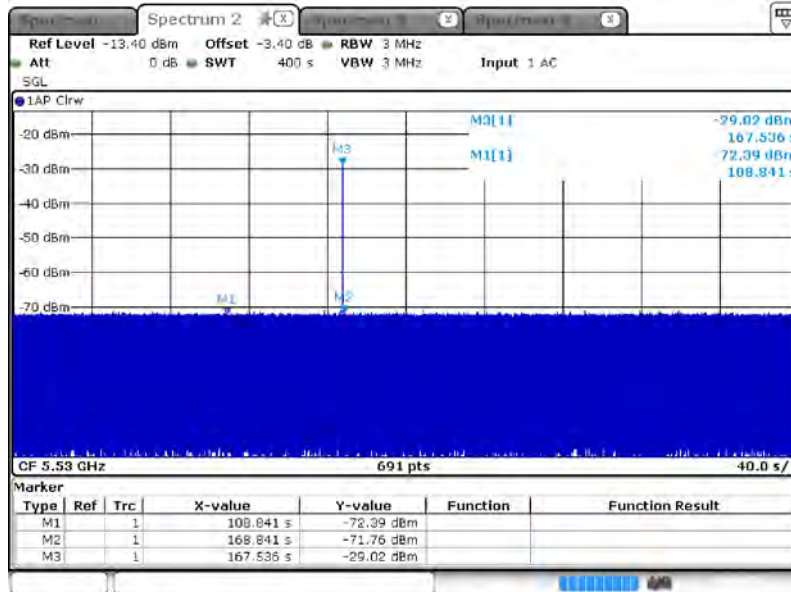 Spectrum 2 X X X
Ref Level -13.40 dBm Offset -3.40 dB RBW 3 MHz
Att 0 dB SWT 400 s VBW 3 MHz Input 1 AC
SGL
1AP Clrw
M3[1] -29.02 dBm
167.536 s
-20 dBm
M3
M1[1] -72.39 dBm
108.841 s
-30 dBm
-40 dBm
-50 dBm
-60 dBm
M1 M2
-70 dBm
CF 5.53 GHz 691 pts 40.0 s/
Marker
Type Ref Trc X-value Y-value Function Function Result
M1 1 108.841 s -72.39 dBm
M2 1 168.841 s -71.76 dBm
M3 1 167.536 s -29.02 dBm